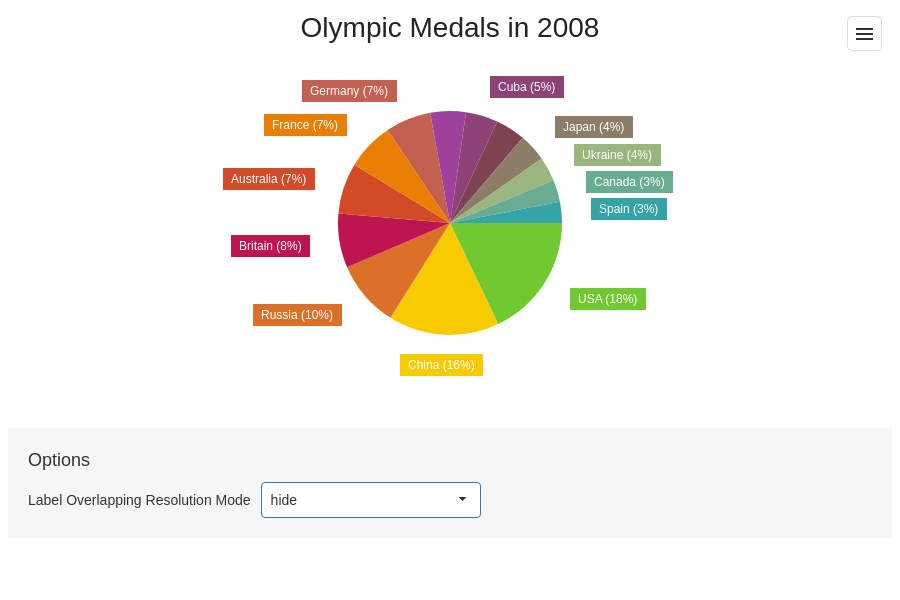 Olympic Medals in 2008
Germany (7%)
Cuba (5%)
France (7%)
Japan (4%)
Ukraine (4%)
Australia (7%)
Canada (3%)
Spain (3%)
Britain (8%)
USA (18%)
Russia (10%)
China (16%)
Options
Label Overlapping Resolution Mode
hide